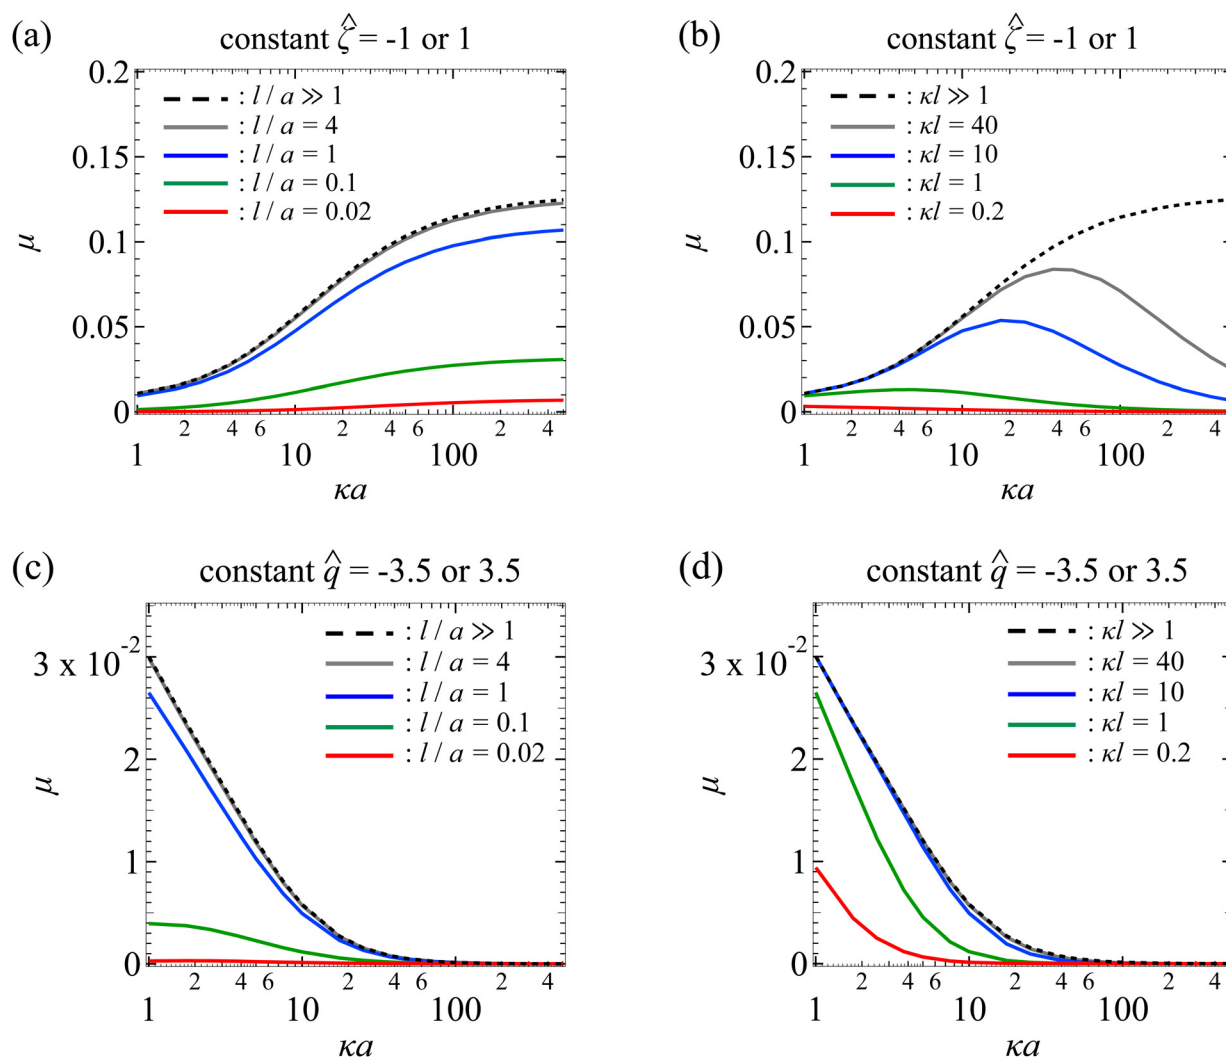 (a)
constant ζ̂ = -1 or 1
0.2
0.15
0.1
0.05
0
μ
: l / a ≫ 1
: l / a = 4
: l / a = 1
: l / a = 0.1
: l / a = 0.02
2 4 6 2 4 6 2 4
1 10 100
κa
(b)
constant ζ̂ = -1 or 1
0.2
0.15
0.1
0.05
0
μ
: κl ≫ 1
: κl = 40
: κl = 10
: κl = 1
: κl = 0.2
2 4 6 2 4 6 2 4
1 10 100
κa
(c)
constant q̂ = -3.5 or 3.5
3 x 10⁻²
2
1
0
μ
: l / a ≫ 1
: l / a = 4
: l / a = 1
: l / a = 0.1
: l / a = 0.02
2 4 6 2 4 6 2 4
1 10 100
κa
(d)
constant q̂ = -3.5 or 3.5
3 x 10⁻²
2
1
0
μ
: κl ≫ 1
: κl = 40
: κl = 10
: κl = 1
: κl = 0.2
2 4 6 2 4 6 2 4
1 10 100
κa